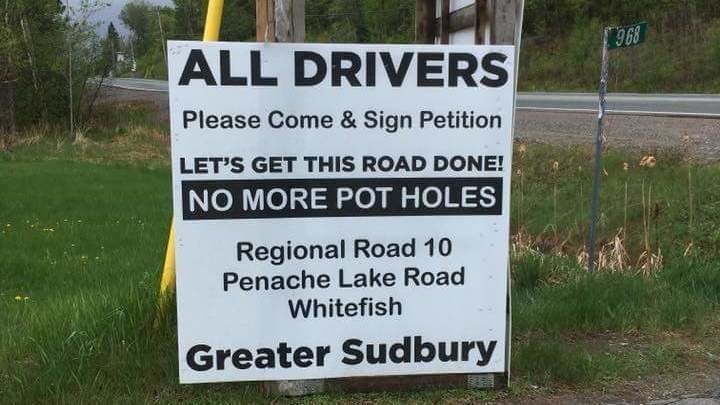 968
ALL DRIVERS
Please Come & Sign Petition
LET'S GET THIS ROAD DONE!
NO MORE POT HOLES
Regional Road 10
Penache Lake Road
Whitefish
Greater Sudbury